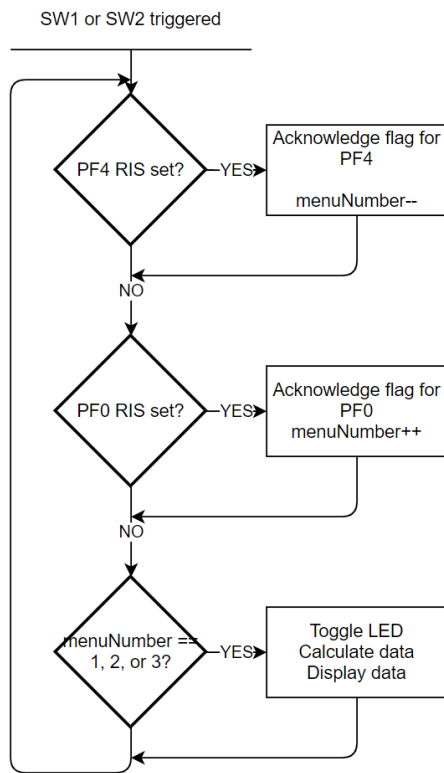 SW1 or SW2 triggered
PF4 RIS set?
YES
Acknowledge flag for
PF4
menuNumber--
NO
PF0 RIS set?
YES
Acknowledge flag for
PF0
menuNumber++
NO
menuNumber ==
1, 2, or 3?
YES
Toggle LED
Calculate data
Display data